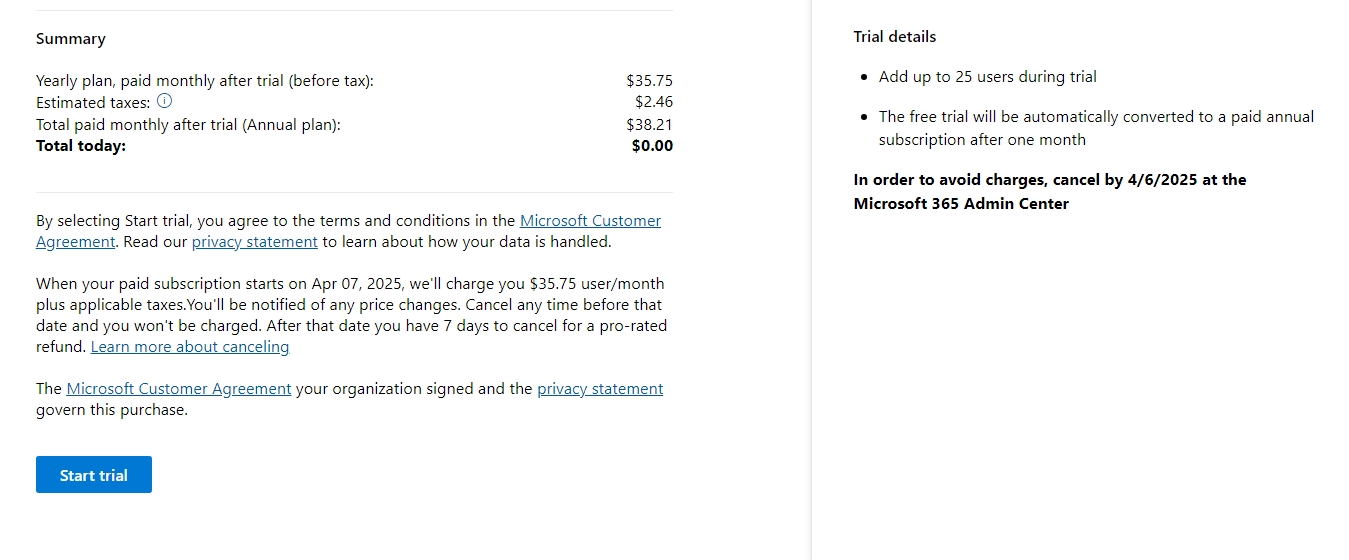 Summary
Yearly plan, paid monthly after trial (before tax): $35.75
Estimated taxes: $2.46
Total paid monthly after trial (Annual plan): $38.21
Total today: $0.00
By selecting Start trial, you agree to the terms and conditions in the Microsoft Customer
Agreement. Read our privacy statement to learn about how your data is handled.
When your paid subscription starts on Apr 07, 2025, we'll charge you $35.75 user/month
plus applicable taxes.You'll be notified of any price changes. Cancel any time before that
date and you won't be charged. After that date you have 7 days to cancel for a pro-rated
refund. Learn more about canceling
The Microsoft Customer Agreement your organization signed and the privacy statement
govern this purchase.
Start trial
Trial details
• Add up to 25 users during trial
• The free trial will be automatically converted to a paid annual
subscription after one month
In order to avoid charges, cancel by 4/6/2025 at the
Microsoft 365 Admin Center